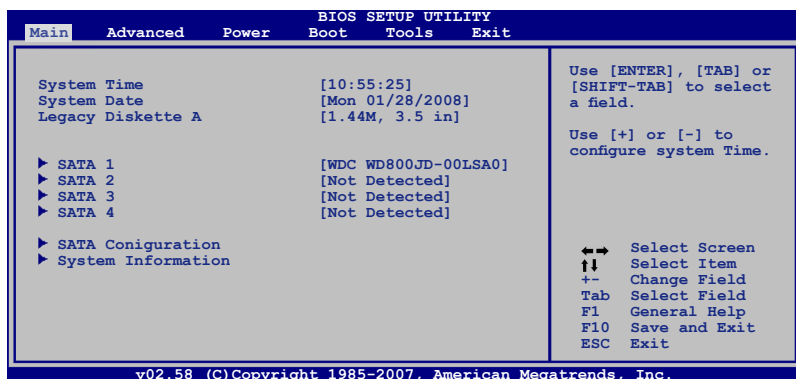 BIOS SETUP UTILITY
Main Advanced Power Boot Tools Exit
System Time [10:55:25]
System Date [Mon 01/28/2008]
Legacy Diskette A [1.44M, 3.5 in]
SATA 1 [WDC WD800JD-00LSA0]
SATA 2 [Not Detected]
SATA 3 [Not Detected]
SATA 4 [Not Detected]
SATA Coniguration
System Information
Use [ENTER], [TAB] or
[SHIFT-TAB] to select
a field.
Use [+] or [-] to
configure system Time.
Select Screen
Select Item
+- Change Field
Tab Select Field
F1 General Help
F10 Save and Exit
ESC Exit
v02.58 (C)Copyright 1985-2007, American Megatrends, Inc.